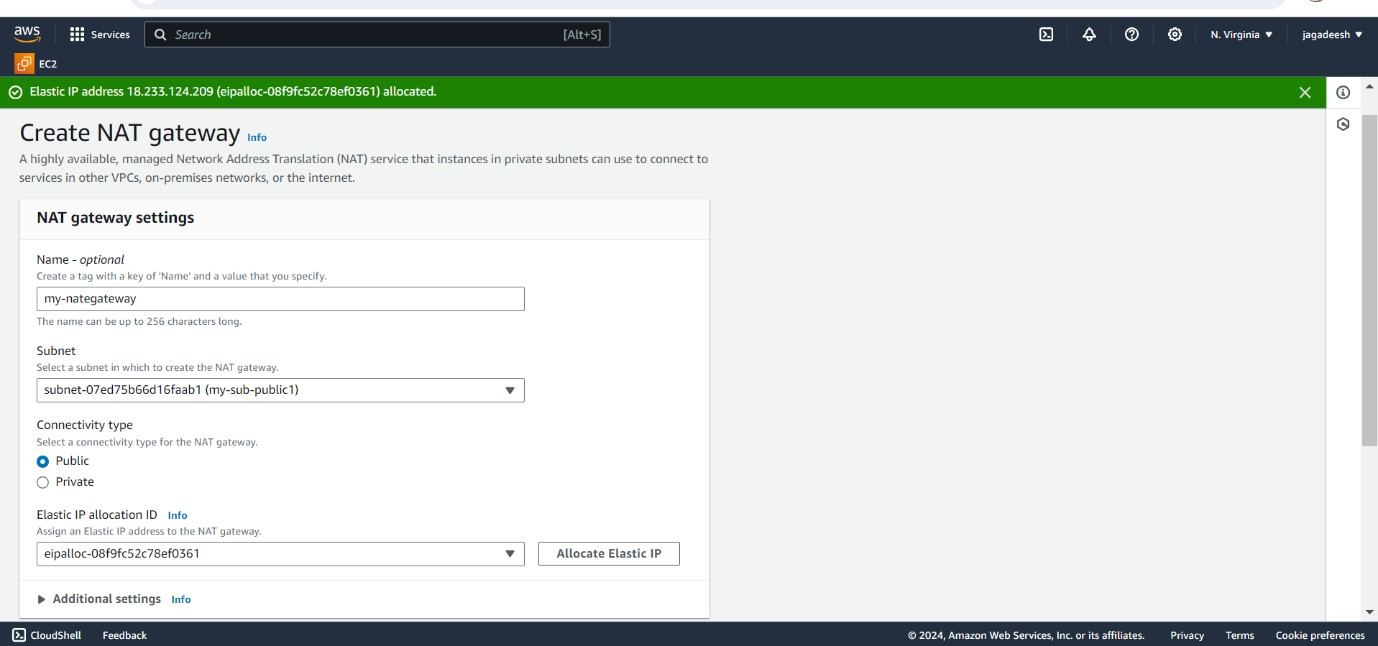 aws
Services
Search [Alt+S]
N. Virginia
jagadeesh
EC2
Elastic IP address 18.233.124.209 (eipalloc-08f9fc52c78ef0361) allocated.
Create NAT gateway Info
A highly available, managed Network Address Translation (NAT) service that instances in private subnets can use to connect to
services in other VPCs, on-premises networks, or the internet.
NAT gateway settings
Name - optional
Create a tag with a key of 'Name' and a value that you specify.
my-nategateway
The name can be up to 256 characters long.
Subnet
Select a subnet in which to create the NAT gateway.
subnet-07ed75b66d16faab1 (my-sub-public1)
Connectivity type
Select a connectivity type for the NAT gateway.
Public
Private
Elastic IP allocation ID Info
Assign an Elastic IP address to the NAT gateway.
eipalloc-08f9fc52c78ef0361
Allocate Elastic IP
Additional settings Info
CloudShell Feedback © 2024, Amazon Web Services, Inc. or its affiliates. Privacy Terms Cookie preferences